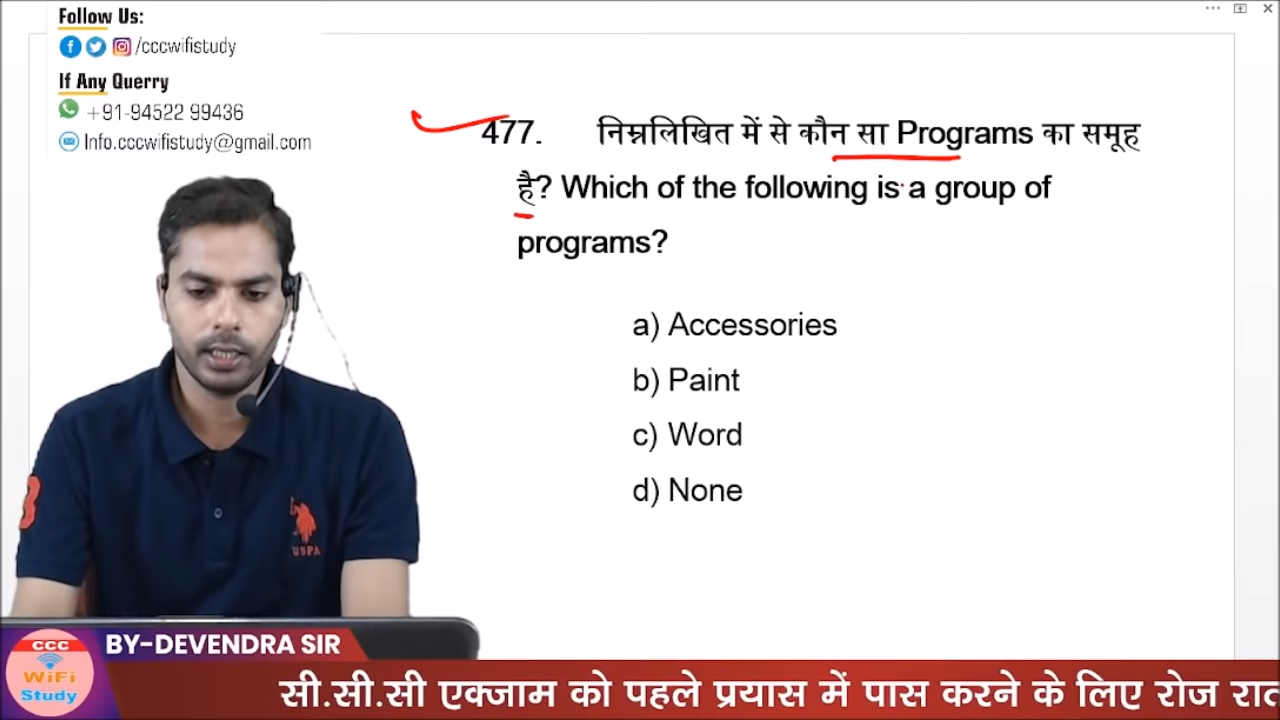 Follow Us:
/cccwifistudy
If Any Querry
+91-94522 99436
Info.cccwifistudy@gmail.com
477. निम्नलिखित में से कौन सा Programs का समूह
है? Which of the following is a group of
programs?
a) Accessories
b) Paint
c) Word
d) None
USPA
CCC
WiFi
Study
BY-DEVENDRA SIR
सी.सी.सी एक्जाम को पहले प्रयास में पास करने के लिए रोज